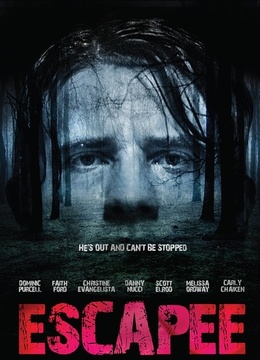 HE'S OUT AND CAN'T BE STOPPED
DOMINIC PURCELL FAITH FORD CHRISTINE EVANGELISTA DANNY NUCCI SCOTT ELROD MELISSA ORDWAY CARLY CHAIKEN
ESCAPEE